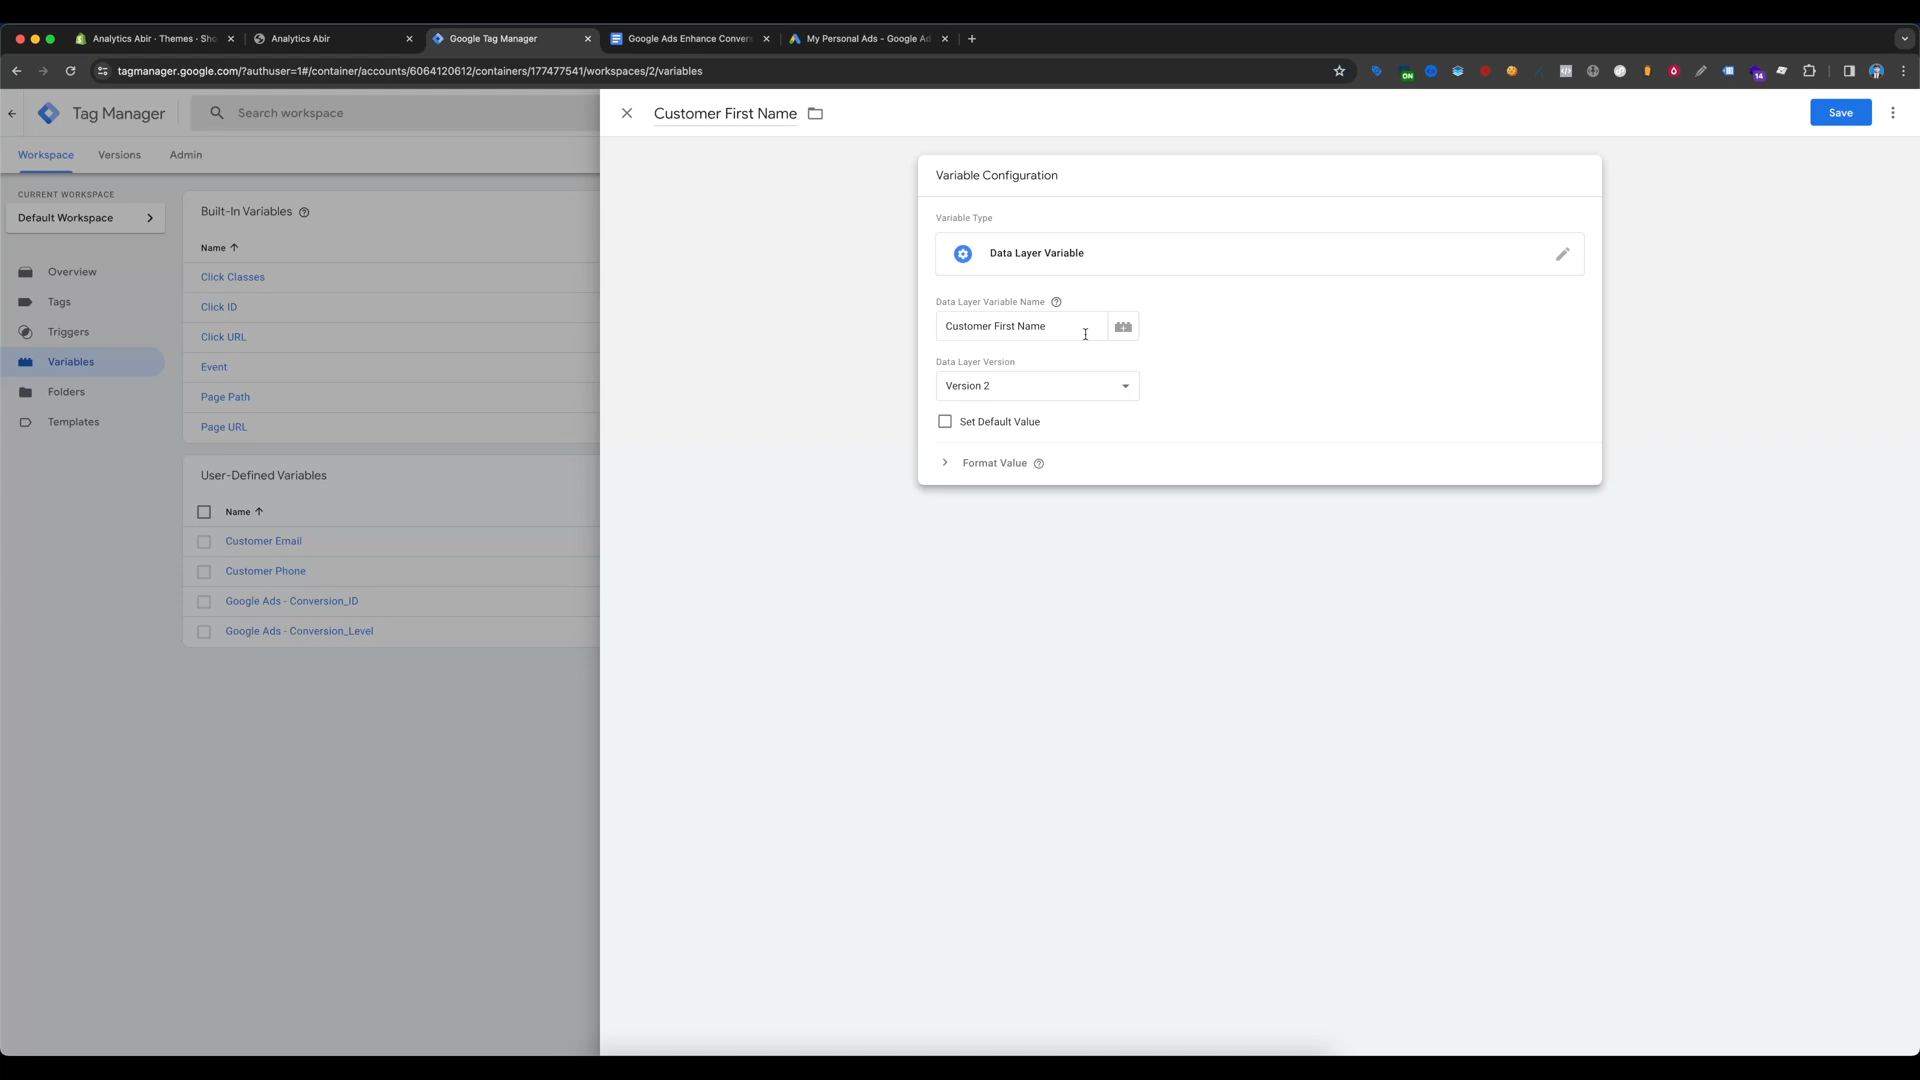 Analytics Abir · Themes · Sho
Analytics Abir
Google Tag Manager
Google Ads Enhance Convers
My Personal Ads - Google Ad
tagmanager.google.com/?authuser=1#/container/accounts/6064120612/containers/177477541/workspaces/2/variables
ON
14
Tag Manager
Search workspace
Customer First Name
Save
Workspace
Versions
Admin
CURRENT WORKSPACE
Default Workspace
Overview
Tags
Triggers
Variables
Folders
Templates
Built-In Variables
Name
Click Classes
Click ID
Click URL
Event
Page Path
Page URL
User-Defined Variables
Name
Customer Email
Customer Phone
Google Ads - Conversion_ID
Google Ads - Conversion_Level
Variable Configuration
Variable Type
Data Layer Variable
Data Layer Variable Name
Customer First Name
Data Layer Version
Version 2
Set Default Value
Format Value